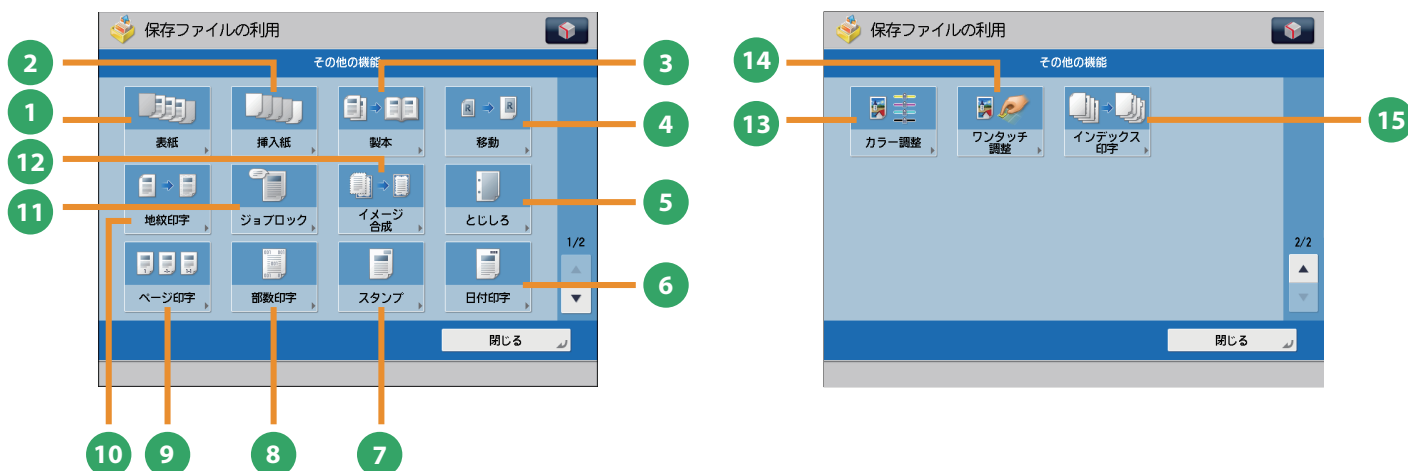 保存ファイルの利用
その他の機能
2
3
1
4
12
11
5
6
10
9
8
7
表紙
挿入紙
製本
移動
地紋印字
ジョブロック
イメージ
合成
とじしろ
ページ印字
部数印字
スタンプ
日付印字
1/2
閉じる
保存ファイルの利用
その他の機能
14
13
15
カラー調整
ワンタッチ
調整
インデックス
印字
2/2
閉じる